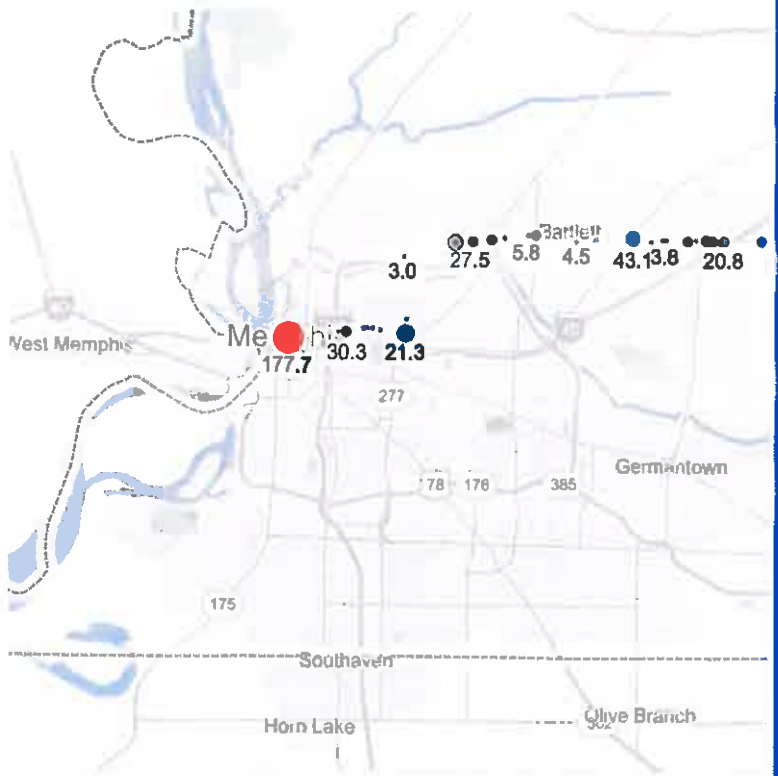 Bartlett
3.0
27.5
5.8
4.5
43.1
3.8
20.8
West Memphis
177.7
30.3
21.3
277
Germantown
78
176
385
175
Southaven
Horn Lake
Olive Branch